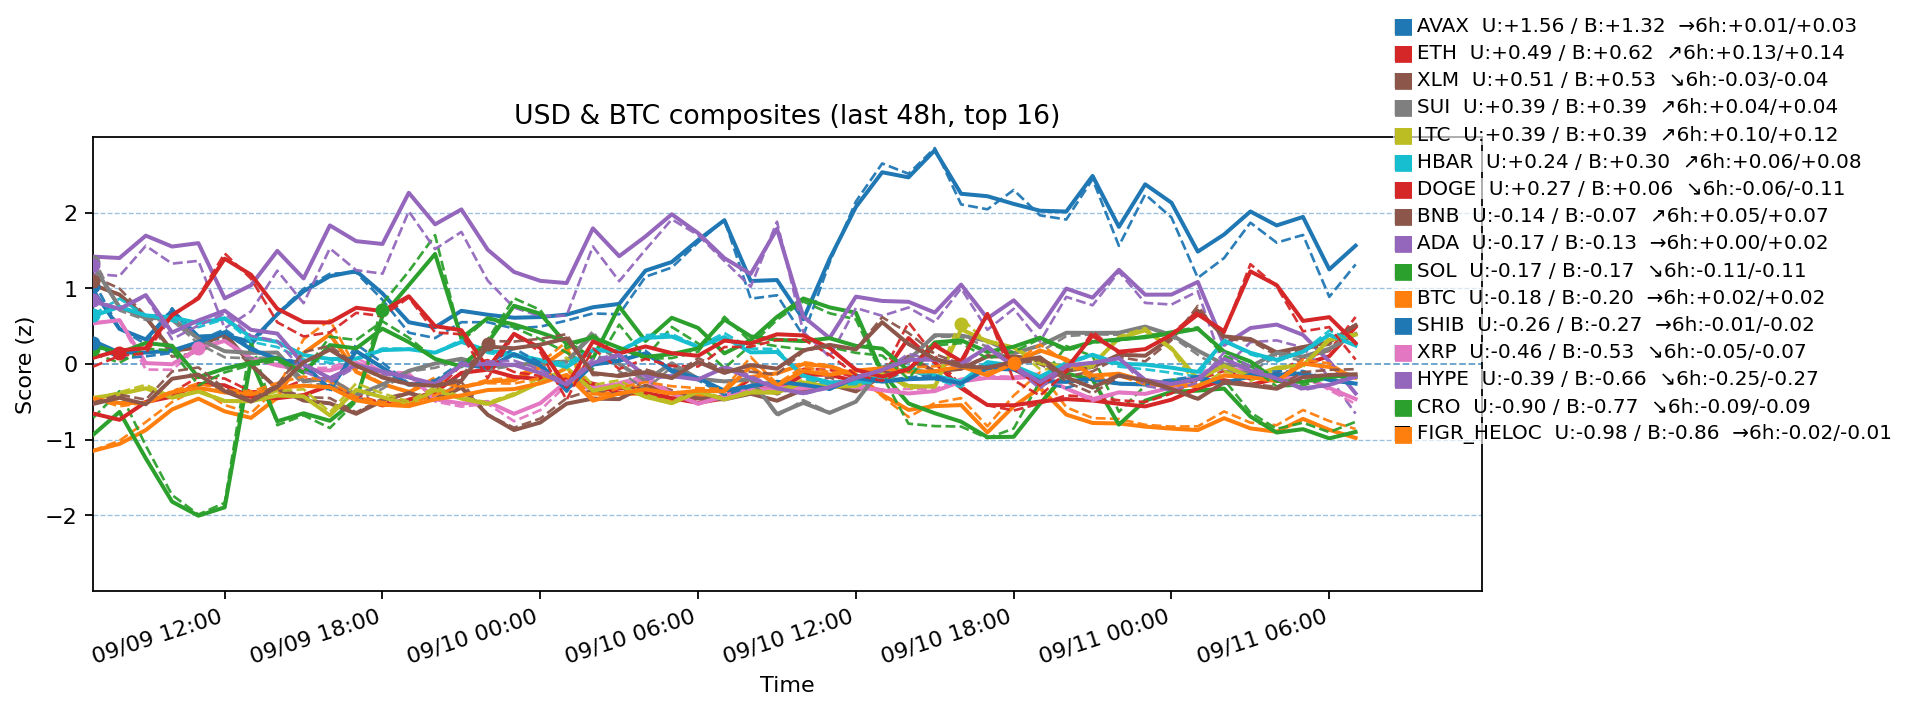 AVAX  U:+1.56 / B:+1.32  →6h:+0.01/+0.03
ETH  U:+0.49 / B:+0.62  ↗6h:+0.13/+0.14
XLM  U:+0.51 / B:+0.53  ↘6h:-0.03/-0.04
SUI  U:+0.39 / B:+0.39  ↗6h:+0.04/+0.04
LTC  U:+0.39 / B:+0.39  ↗6h:+0.10/+0.12
HBAR  U:+0.24 / B:+0.30  ↗6h:+0.06/+0.08
DOGE  U:+0.27 / B:+0.06  ↘6h:-0.06/-0.11
BNB  U:-0.14 / B:-0.07  ↗6h:+0.05/+0.07
ADA  U:-0.17 / B:-0.13  →6h:+0.00/+0.02
SOL  U:-0.17 / B:-0.17  ↘6h:-0.11/-0.11
BTC  U:-0.18 / B:-0.20  →6h:+0.02/+0.02
SHIB  U:-0.26 / B:-0.27  →6h:-0.01/-0.02
XRP  U:-0.46 / B:-0.53  ↘6h:-0.05/-0.07
HYPE  U:-0.39 / B:-0.66  ↘6h:-0.25/-0.27
CRO  U:-0.90 / B:-0.77  ↘6h:-0.09/-0.09
FIGR_HELOC  U:-0.98 / B:-0.86  →6h:-0.02/-0.01
USD & BTC composites (last 48h, top 16)
Score (z)
2
1
0
−1
−2
09/09 12:00
09/09 18:00
09/10 00:00
09/10 06:00
09/10 12:00
09/10 18:00
09/11 00:00
09/11 06:00
Time